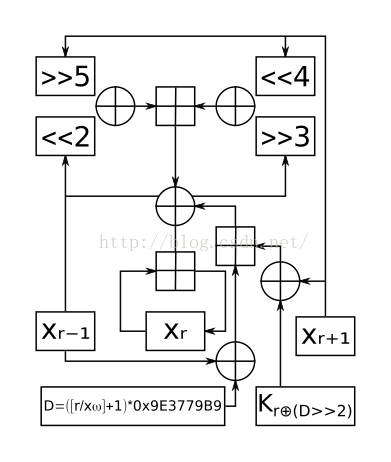 >>5
<<4
<<2
>>3
http://blog.csdn.net/
Xr−1
Xr
Xr+1
D=([r/xω]+1)*0x9E3779B9
Kr⊕(D>>2)